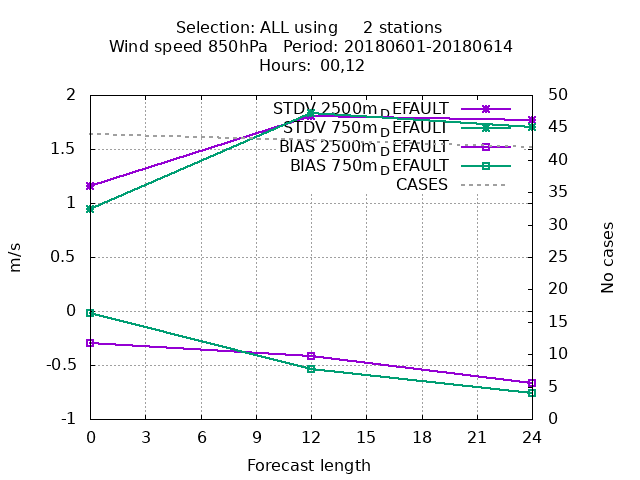 Selection: ALL using     2 stations
Wind speed 850hPa   Period: 20180601-20180614
Hours: 00,12
STDV 2500m_DEFAULT
STDV 750m_DEFAULT
BIAS 2500m_DEFAULT
BIAS 750m_DEFAULT
CASES
2
1.5
1
0.5
0
-0.5
-1
m/s
50
45
40
35
30
25
20
15
10
5
0
No cases
0 3 6 9 12 15 18 21 24
Forecast length